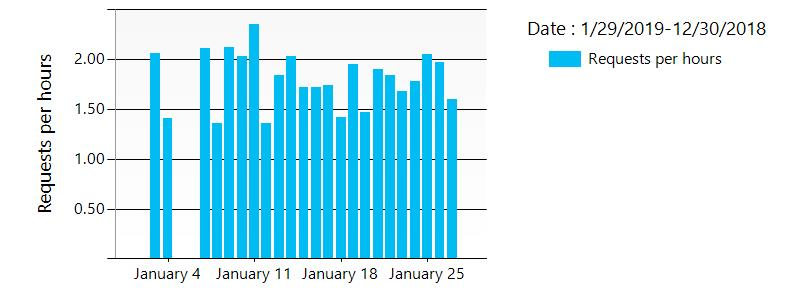 Date : 1/29/2019-12/30/2018
Requests per hours
Requests per hours
2.00
1.50
1.00
0.50
January 4 January 11 January 18 January 25